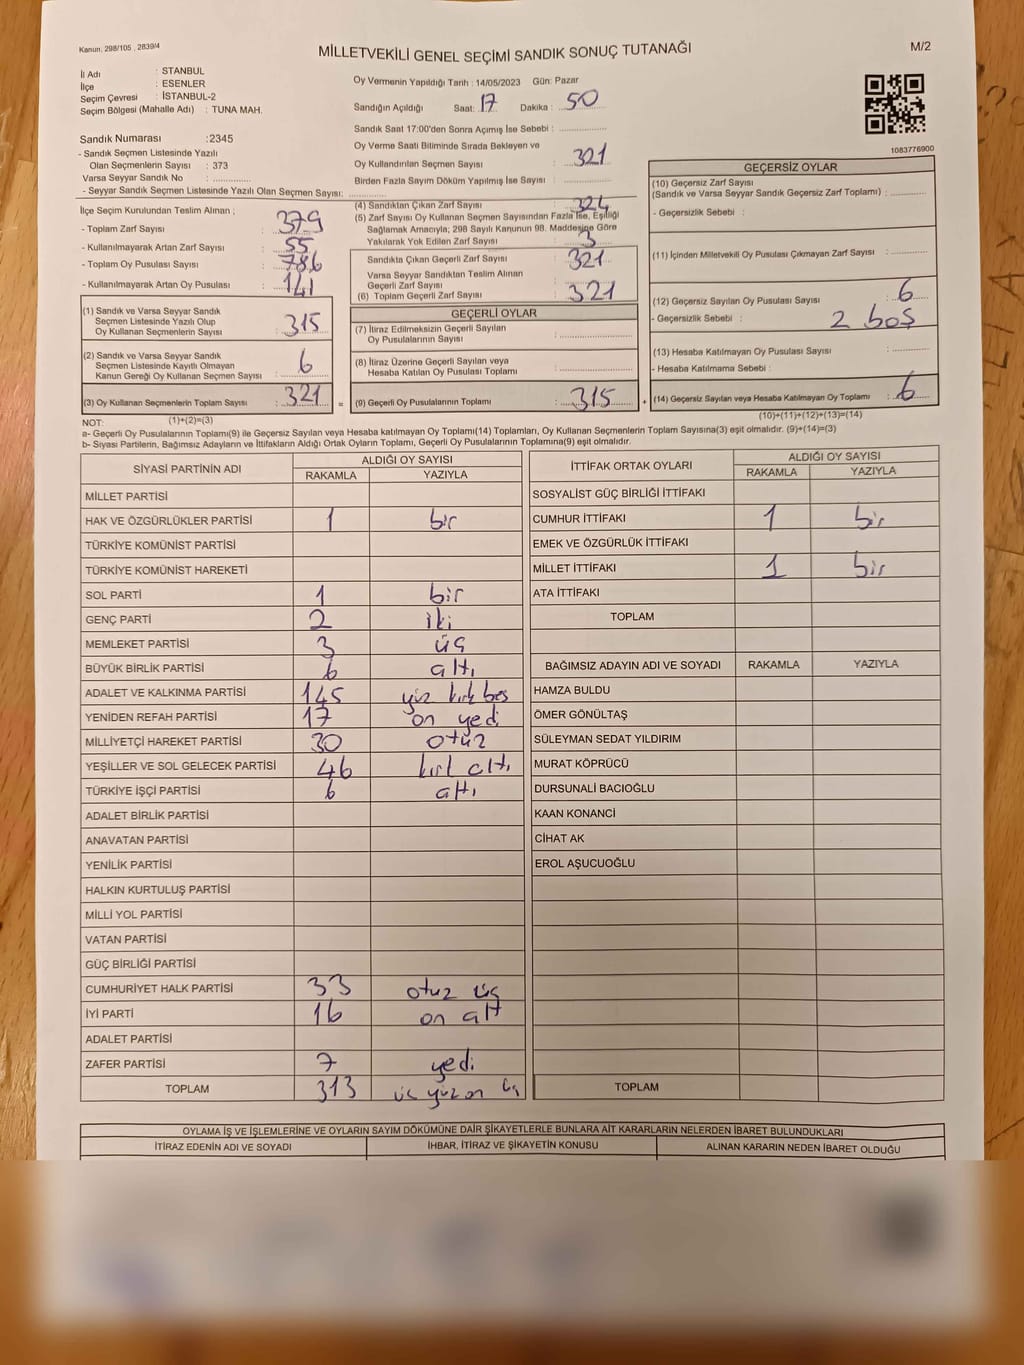 Kanun, 298/105 , 2839/4
MİLLETVEKİLİ GENEL SEÇİMİ SANDIK SONUÇ TUTANAĞI
M/2
İl Adı : STANBUL
İlçe : ESENLER
Seçim Çevresi : İSTANBUL-2
Seçim Bölgesi (Mahalle Adı) : TUNA MAH.
Sandık Numarası :2345
- Sandık Seçmen Listesinde Yazılı
Olan Seçmenlerin Sayısı : 373
Varsa Seyyar Sandık No : ..............
- Seyyar Sandık Seçmen Listesinde Yazılı Olan Seçmen Sayısı: ..............
Oy Vermenin Yapıldığı Tarih : 14/05/2023 Gün: Pazar
Sandığın Açıldığı Saat: 17 Dakika : 50
Sandık Saat 17:00'den Sonra Açımış İse Sebebi : ..............
Oy Verme Saati Bitiminde Sırada Bekleyen ve
Oy Kullandırılan Seçmen Sayısı : 321
Birden Fazla Sayım Döküm Yapılmış İse Sayısı : ..............
1083776900
İlçe Seçim Kurulundan Teslim Alınan ;
- Toplam Zarf Sayısı : 379
- Kullanılmayarak Artan Zarf Sayısı : 55
- Toplam Oy Pusulası Sayısı : 786
- Kullanılmayarak Artan Oy Pusulası : 141
(1) Sandık ve Varsa Seyyar Sandık
Seçmen Listesinde Yazılı Olup
Oy Kullanan Seçmenlerin Sayısı : 315
(2) Sandık ve Varsa Seyyar Sandık
Seçmen Listesinde Kayıtlı Olmayan
Kanun Gereği Oy Kullanan Seçmen Sayısı : 6
(3) Oy Kullanan Seçmenlerin Toplam Sayısı : 321
(4) Sandıktan Çıkan Zarf Sayısı : 324
(5) Zarf Sayısı Oy Kullanan Seçmen Sayısından Fazla İse, Eşitliği
Sağlamak Amacıyla; 298 Sayılı Kanunun 98. Maddesine Göre
Yakılarak Yok Edilen Zarf Sayısı : 3
Sandıkta Çıkan Geçerli Zarf Sayısı : 321
Varsa Seyyar Sandıktan Teslim Alınan
Geçerli Zarf Sayısı : ..............
(6) Toplam Geçerli Zarf Sayısı : 321
GEÇERLİ OYLAR
(7) İtiraz Edilmeksizin Geçerli Sayılan
Oy Pusulalarının Sayısı : ..............
(8) İtiraz Üzerine Geçerli Sayılan veya
Hesaba Katılan Oy Pusulası Toplamı : ..............
= (9) Geçerli Oy Pusulalarının Toplamı : 315
GEÇERSİZ OYLAR
(10) Geçersiz Zarf Sayısı
(Sandık ve Varsa Seyyar Sandık Geçersiz Zarf Toplamı) : ..........
- Geçersizlik Sebebi :
(11) İçinden Milletvekili Oy Pusulası Çıkmayan Zarf Sayısı : ..........
(12) Geçersiz Sayılan Oy Pusulası Sayısı : 6
- Geçersizlik Sebebi : 2 boş
(13) Hesaba Katılmayan Oy Pusulası Sayısı : ..........
- Hesaba Katılmama Sebebi :
+ (14) Geçersiz Sayılan veya Hesaba Katılmayan Oy Toplamı : 6
NOT: (1)+(2)=(3)
(10)+(11)+(12)+(13)=(14)
a- Geçerli Oy Pusulalarının Toplamı(9) ile Geçersiz Sayılan veya Hesaba katılmayan Oy Toplamı(14) Toplamları, Oy Kullanan Seçmenlerin Toplam Sayısına(3) eşit olmalıdır. (9)+(14)=(3)
b- Siyasi Partilerin, Bağımsız Adayların ve İttifakların Aldığı Ortak Oyların Toplamı, Geçerli Oy Pusulalarının Toplamına(9) eşit olmalıdır.
SİYASİ PARTİNİN ADI ALDIĞI OY SAYISI
RAKAMLA YAZIYLA
MİLLET PARTİSİ
HAK VE ÖZGÜRLÜKLER PARTİSİ 1 bir
TÜRKİYE KOMÜNİST PARTİSİ
TÜRKİYE KOMÜNİST HAREKETİ
SOL PARTİ 1 bir
GENÇ PARTİ 2 iki
MEMLEKET PARTİSİ 3 üç
BÜYÜK BİRLİK PARTİSİ 6 altı
ADALET VE KALKINMA PARTİSİ 145 yüz kırk beş
YENİDEN REFAH PARTİSİ 17 on yedi
MİLLİYETÇİ HAREKET PARTİSİ 30 otuz
YEŞİLLER VE SOL GELECEK PARTİSİ 46 kırk altı
TÜRKİYE İŞÇİ PARTİSİ 6 altı
ADALET BİRLİK PARTİSİ
ANAVATAN PARTİSİ
YENİLİK PARTİSİ
HALKIN KURTULUŞ PARTİSİ
MİLLİ YOL PARTİSİ
VATAN PARTİSİ
GÜÇ BİRLİĞİ PARTİSİ
CUMHURİYET HALK PARTİSİ 33 otuz üç
İYİ PARTİ 16 on alt
ADALET PARTİSİ
ZAFER PARTİSİ 7 yedi
TOPLAM 313 üç yüz on üç
İTTİFAK ORTAK OYLARI ALDIĞI OY SAYISI
RAKAMLA YAZIYLA
SOSYALİST GÜÇ BİRLİĞİ İTTİFAKI
CUMHUR İTTİFAKI 1 bir
EMEK VE ÖZGÜRLÜK İTTİFAKI
MİLLET İTTİFAKI 1 bir
ATA İTTİFAKI
TOPLAM
BAĞIMSIZ ADAYIN ADI VE SOYADI RAKAMLA YAZIYLA
HAMZA BULDU
ÖMER GÖNÜLTAŞ
SÜLEYMAN SEDAT YILDIRIM
MURAT KÖPRÜCÜ
DURSUNALİ BACIOĞLU
KAAN KONANCİ
CİHAT AK
EROL AŞUCUOĞLU
TOPLAM
OYLAMA İŞ VE İŞLEMLERİNE VE OYLARIN SAYIM DÖKÜMÜNE DAİR ŞİKAYETLERLE BUNLARA AİT KARARLARIN NELERDEN İBARET BULUNDUKLARI
İTİRAZ EDENİN ADI VE SOYADI İHBAR, İTİRAZ VE ŞİKAYETİN KONUSU ALINAN KARARIN NEDEN İBARET OLDUĞU